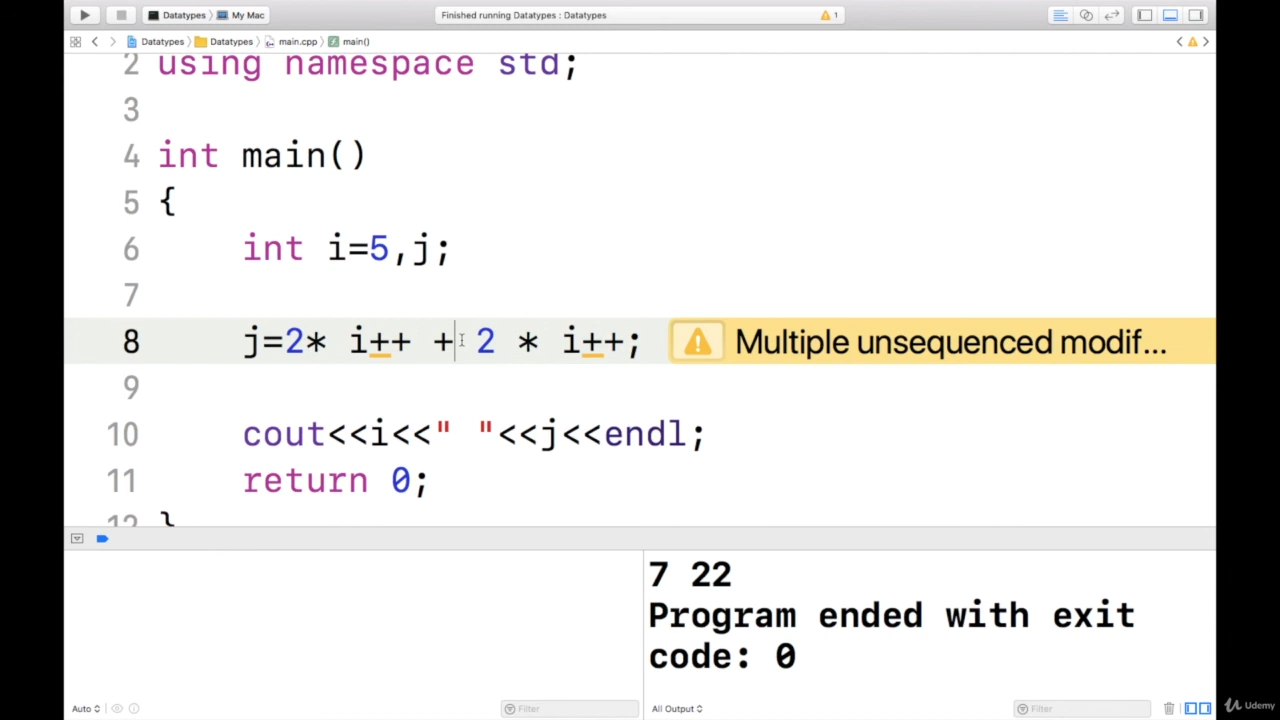 Datatypes My Mac Finished running Datatypes : Datatypes 1
Datatypes Datatypes main.cpp main()
2 using namespace std;
3
4 int main()
5 {
6 int i=5,j;
7
8 j=2* i++ + 2 * i++; Multiple unsequenced modif...
9
10 cout<<i<<" "<<j<<endl;
11 return 0;
12 }
7 22
Program ended with exit
code: 0
Auto Filter All Output Filter
Udemy